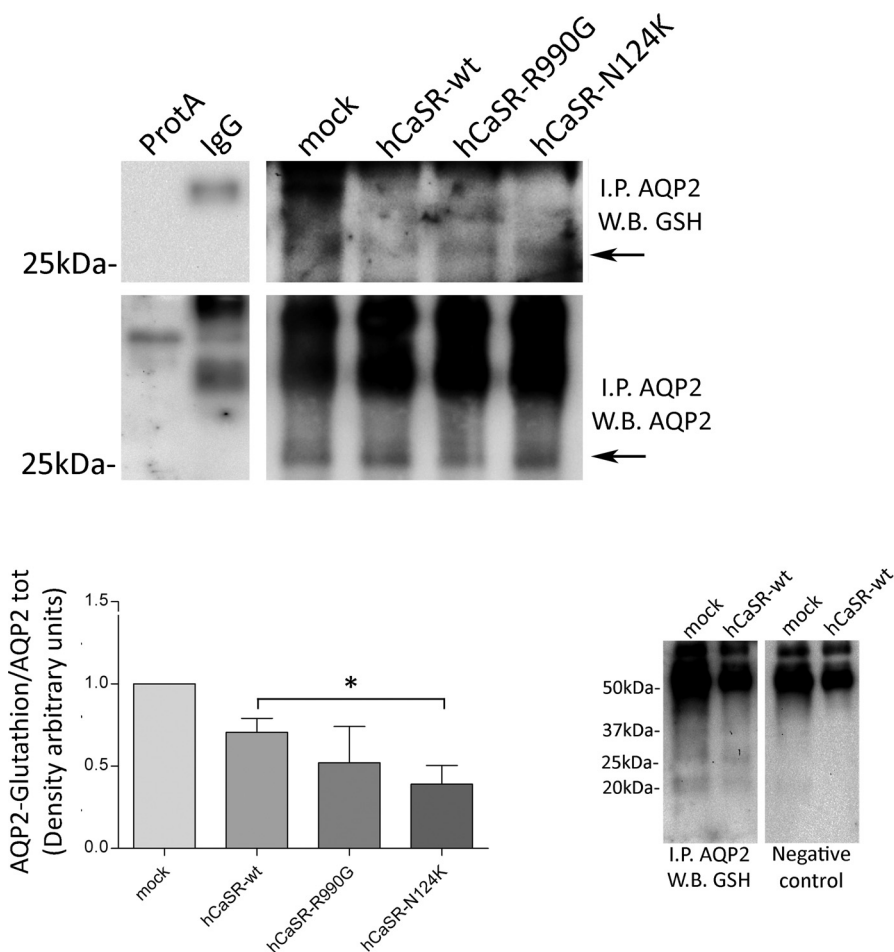 ProtA
IgG
mock
hCaSR-wt
hCaSR-R990G
hCaSR-N124K
I.P. AQP2
W.B. GSH
25kDa-
I.P. AQP2
W.B. AQP2
25kDa-
AQP2-Glutathion/AQP2 tot
(Density arbitrary units)
1.5
1.0
0.5
0.0
*
mock
hCaSR-wt
hCaSR-R990G
hCaSR-N124K
mock
hCaSR-wt
mock
hCaSR-wt
50kDa-
37kDa-
25kDa-
20kDa-
I.P. AQP2
W.B. GSH
Negative
control